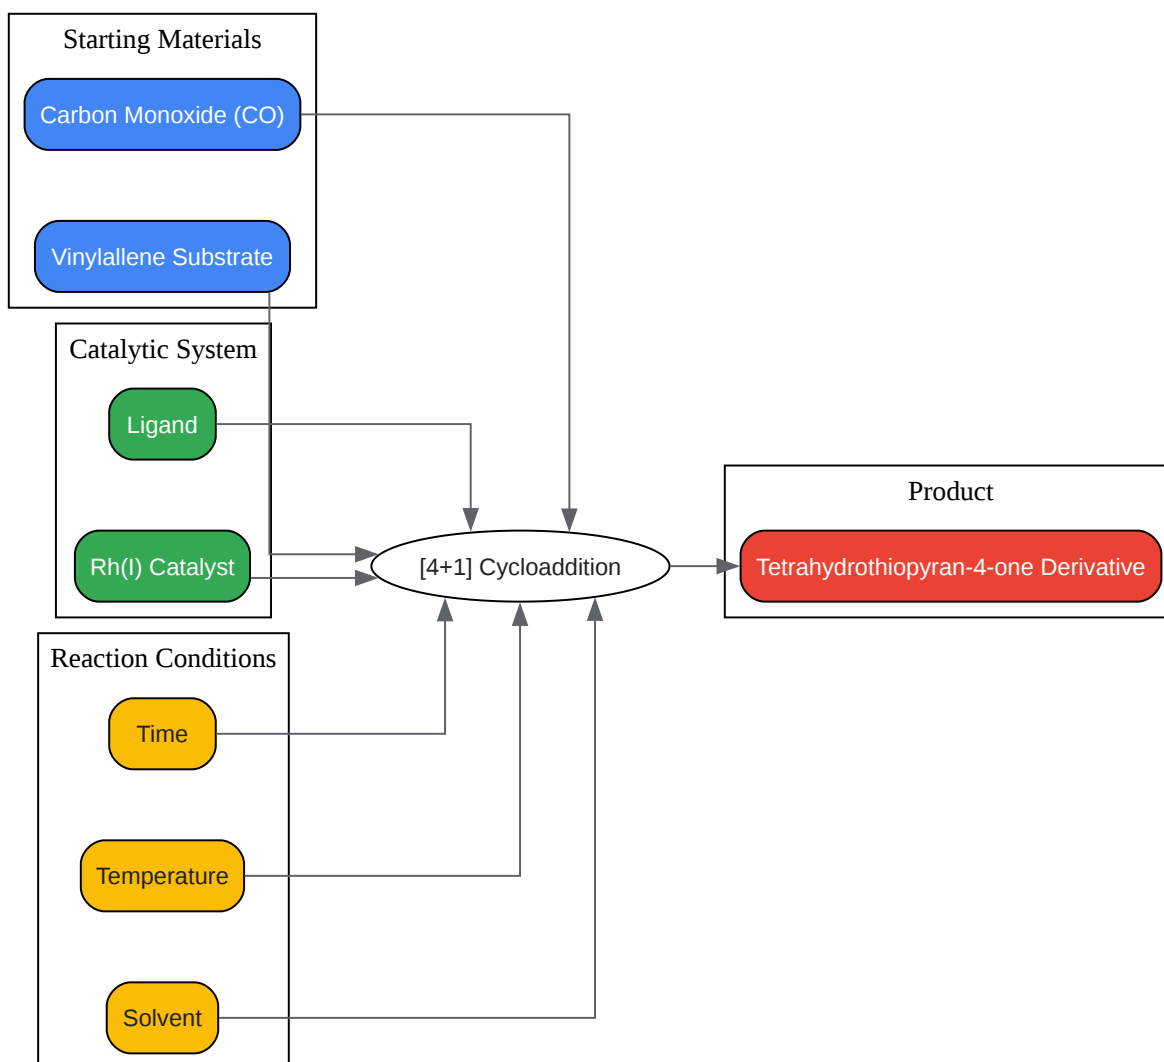 Starting Materials
Carbon Monoxide (CO)
Vinylallene Substrate
Catalytic System
Ligand
Rh(I) Catalyst
Reaction Conditions
Time
Temperature
Solvent
[4+1] Cycloaddition
Product
Tetrahydrothiopyran-4-one Derivative